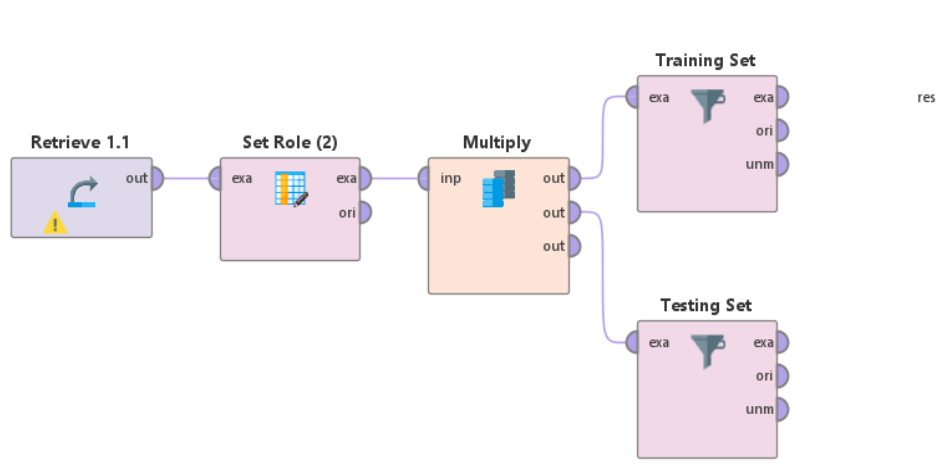 Training Set
exa
exa
res
ori
unm
Retrieve 1.1
out
Set Role (2)
exa
exa
ori
Multiply
inp
out
out
out
Testing Set
exa
exa
ori
unm